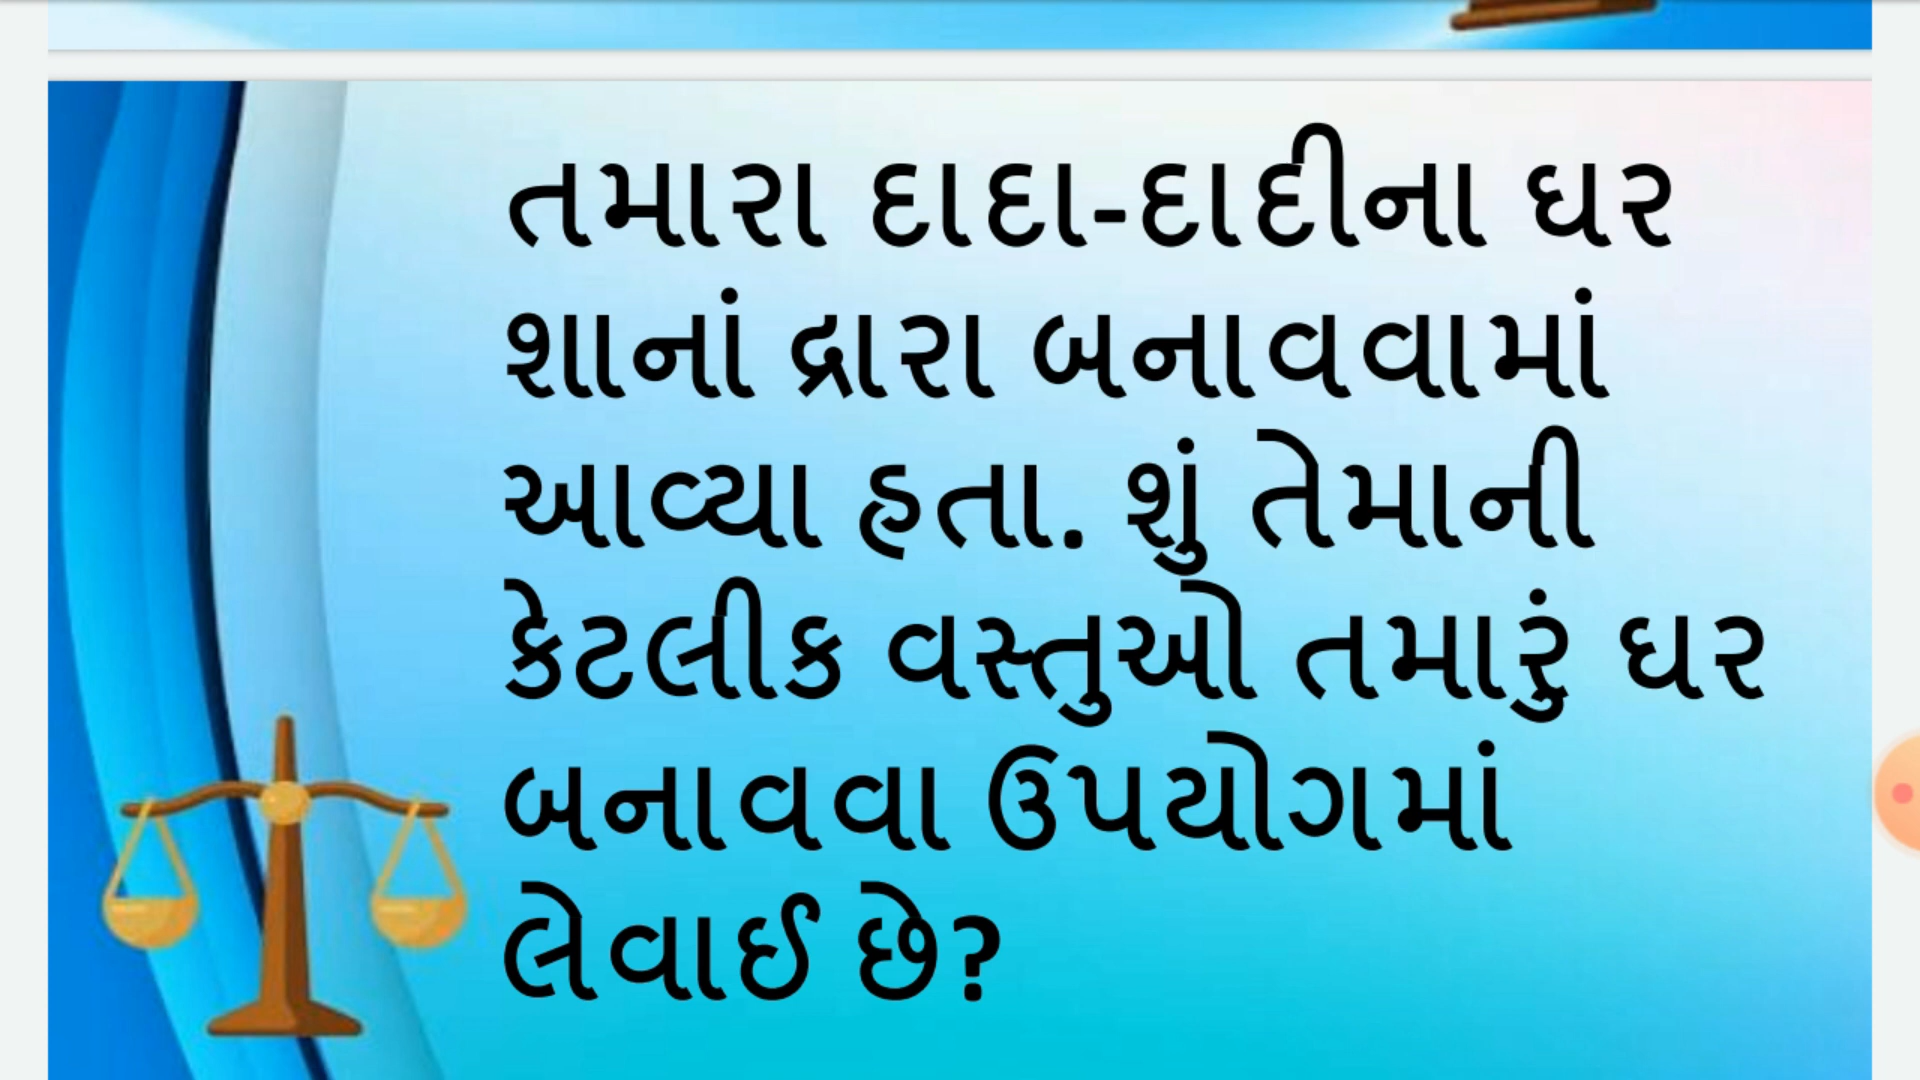 તમારા દાદા-દાદીના ઘર
શાનાં દ્રારા બનાવવામાં
આવ્યા હતા. શું તેમાની
કેટલીક વસ્તુઓ તમારું ઘર
બનાવવા ઉપયોગમાં
લેવાઈ છે?